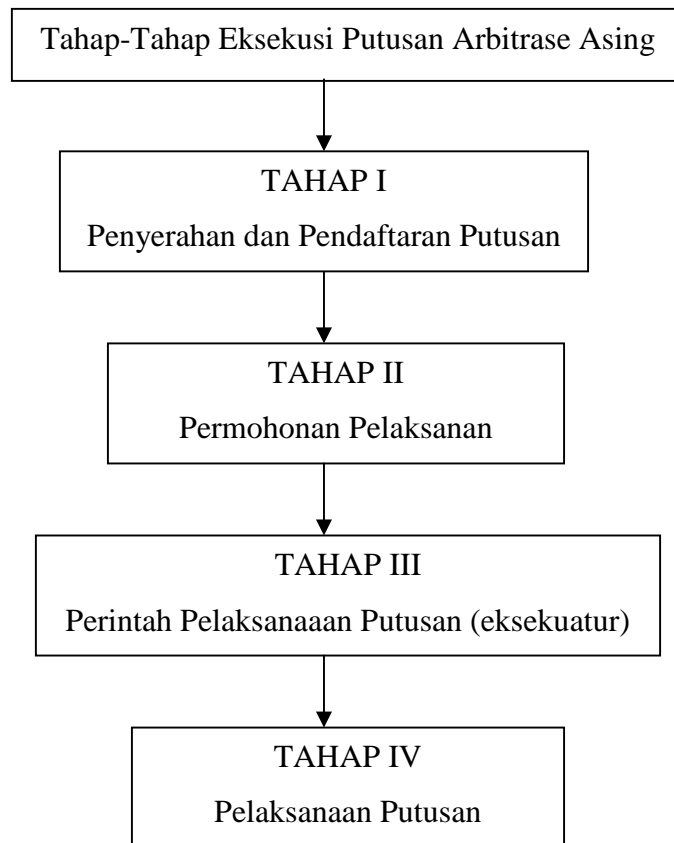 Tahap-Tahap Eksekusi Putusan Arbitrase Asing
TAHAP I
Penyerahan dan Pendaftaran Putusan
TAHAP II
Permohonan Pelaksanan
TAHAP III
Perintah Pelaksanaaan Putusan (eksekuatur)
TAHAP IV
Pelaksanaan Putusan